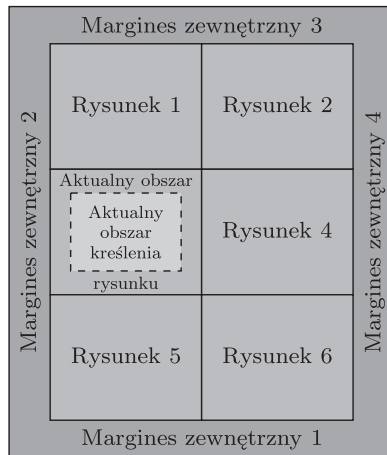 Margines zewnętrzny 3
Margines zewnętrzny 2
Rysunek 1
Rysunek 2
Margines zewnętrzny 4
Aktualny obszar
Aktualny
obszar
kreślenia
rysunku
Rysunek 4
Rysunek 5
Rysunek 6
Margines zewnętrzny 1